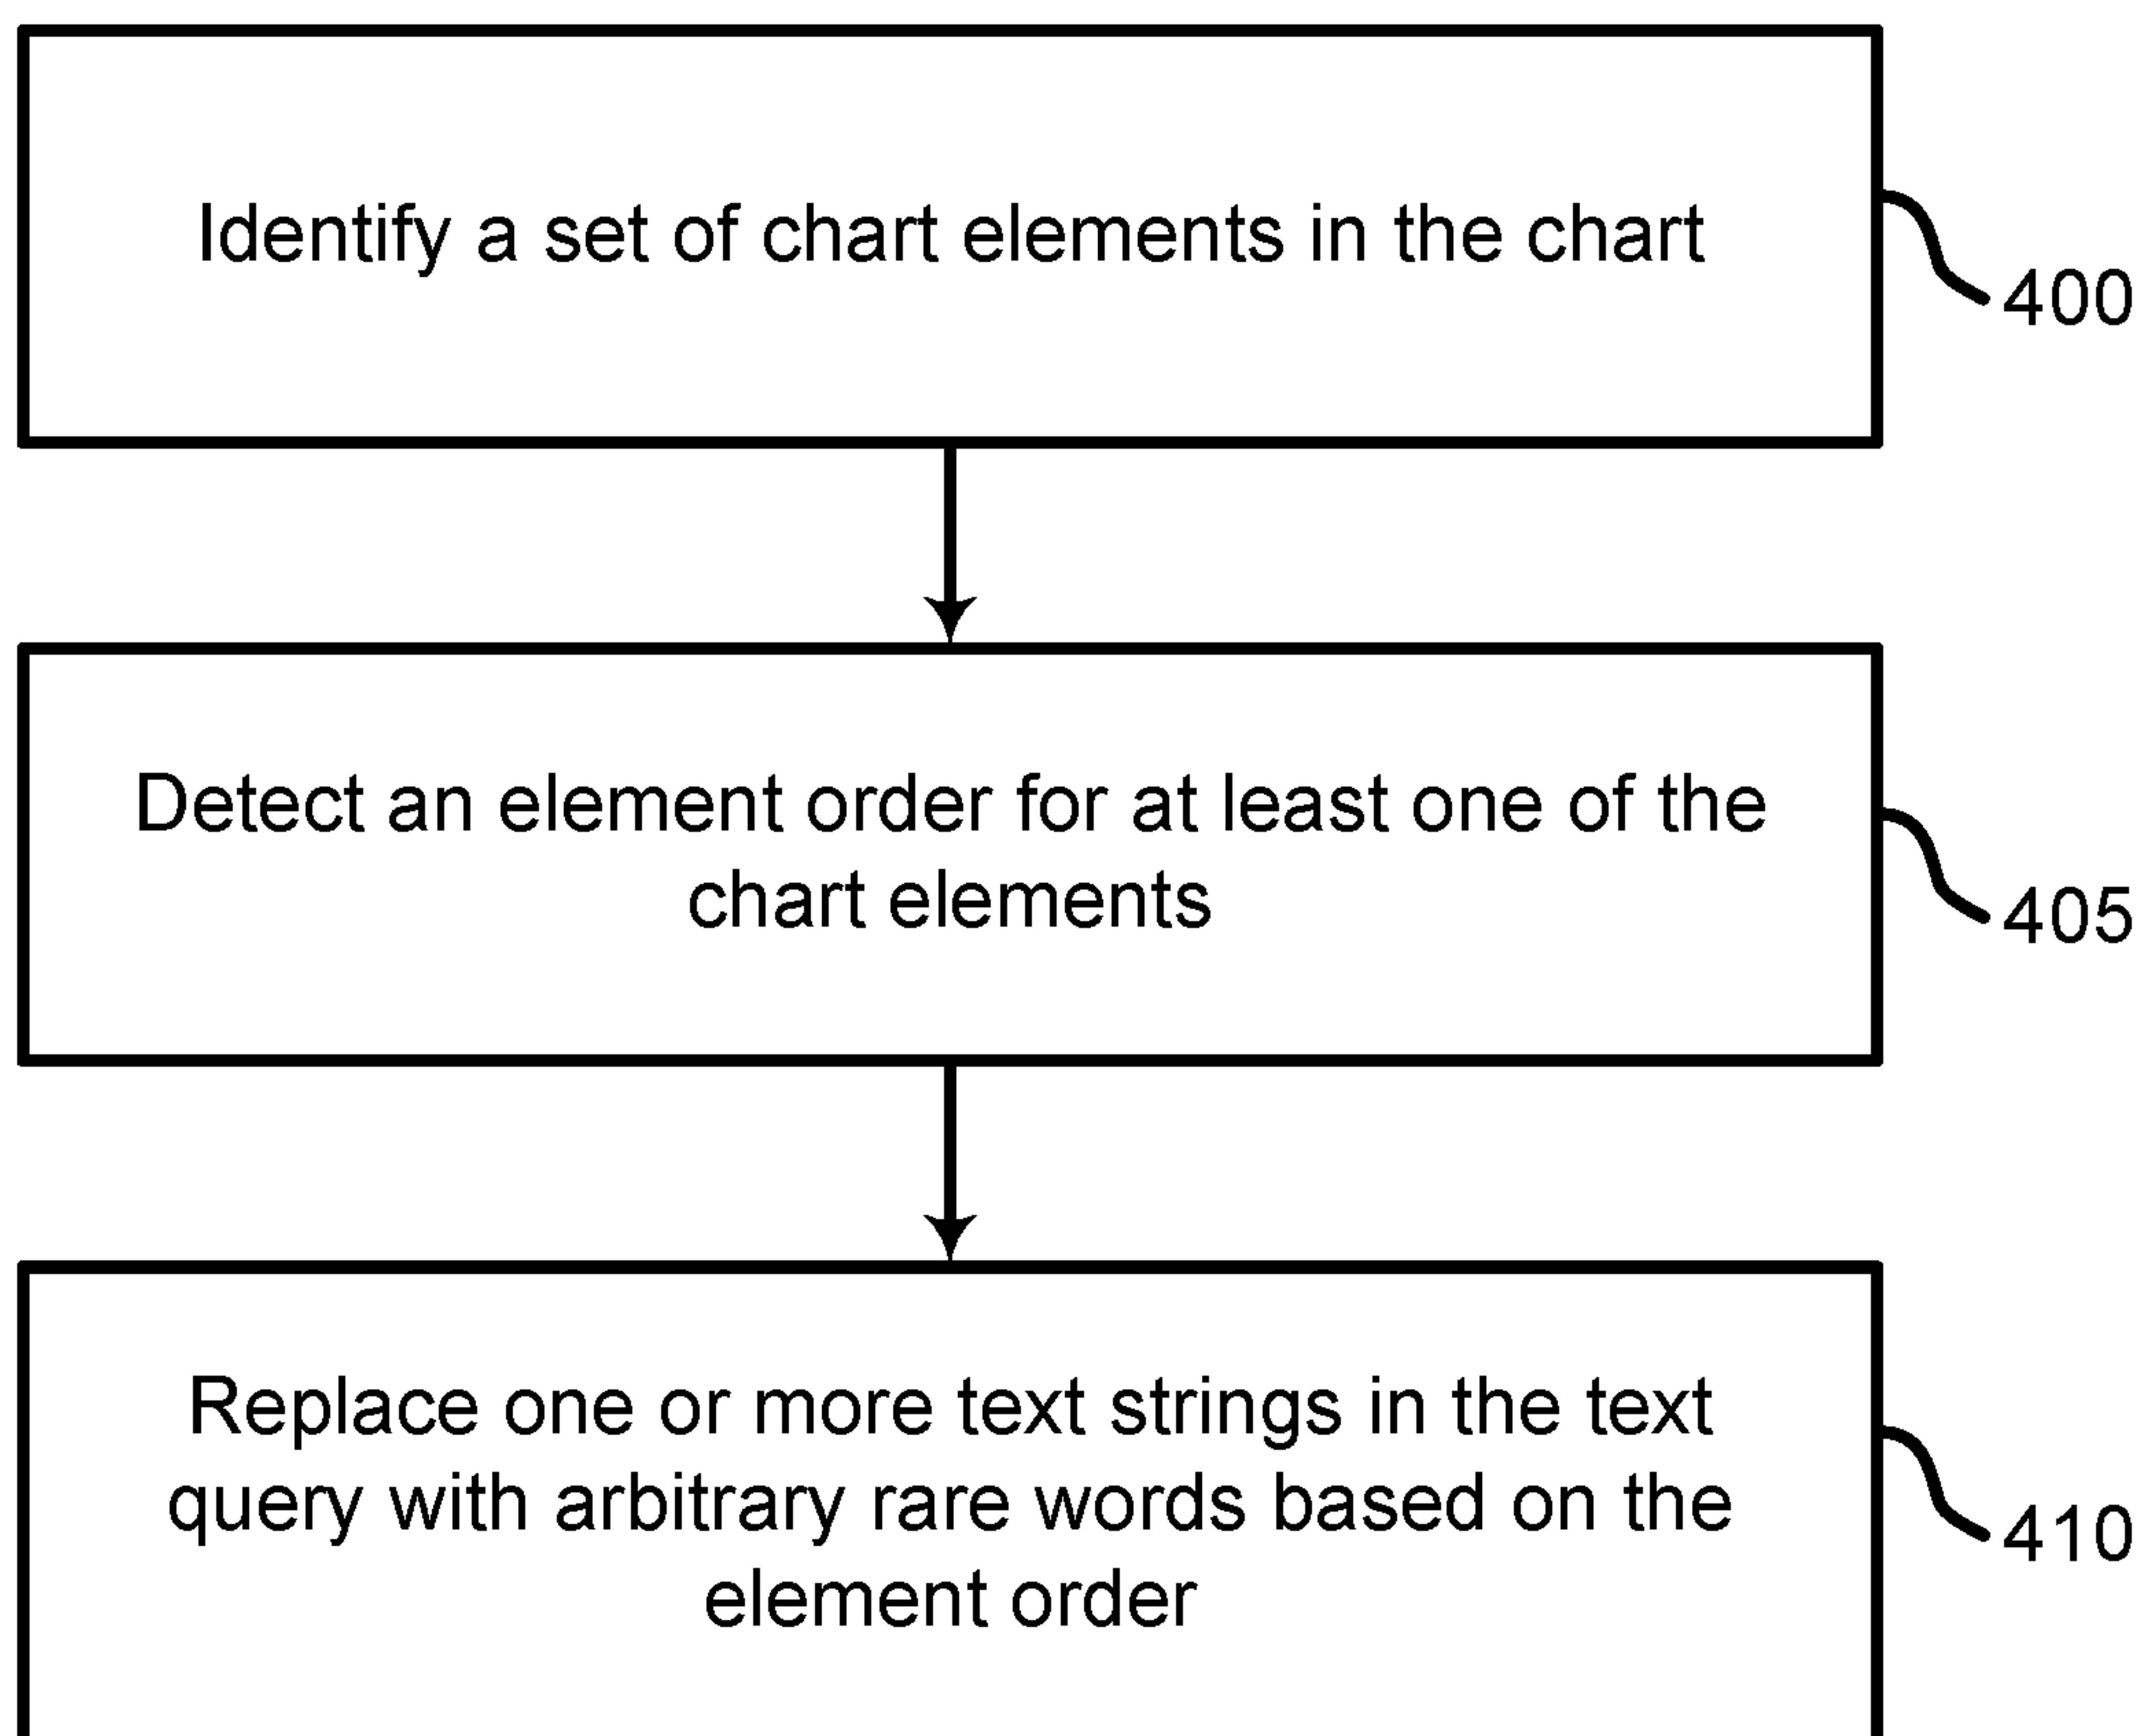 Identify a set of chart elements in the chart
400
Detect an element order for at least one of the
chart elements
405
Replace one or more text strings in the text
query with arbitrary rare words based on the
element order
410